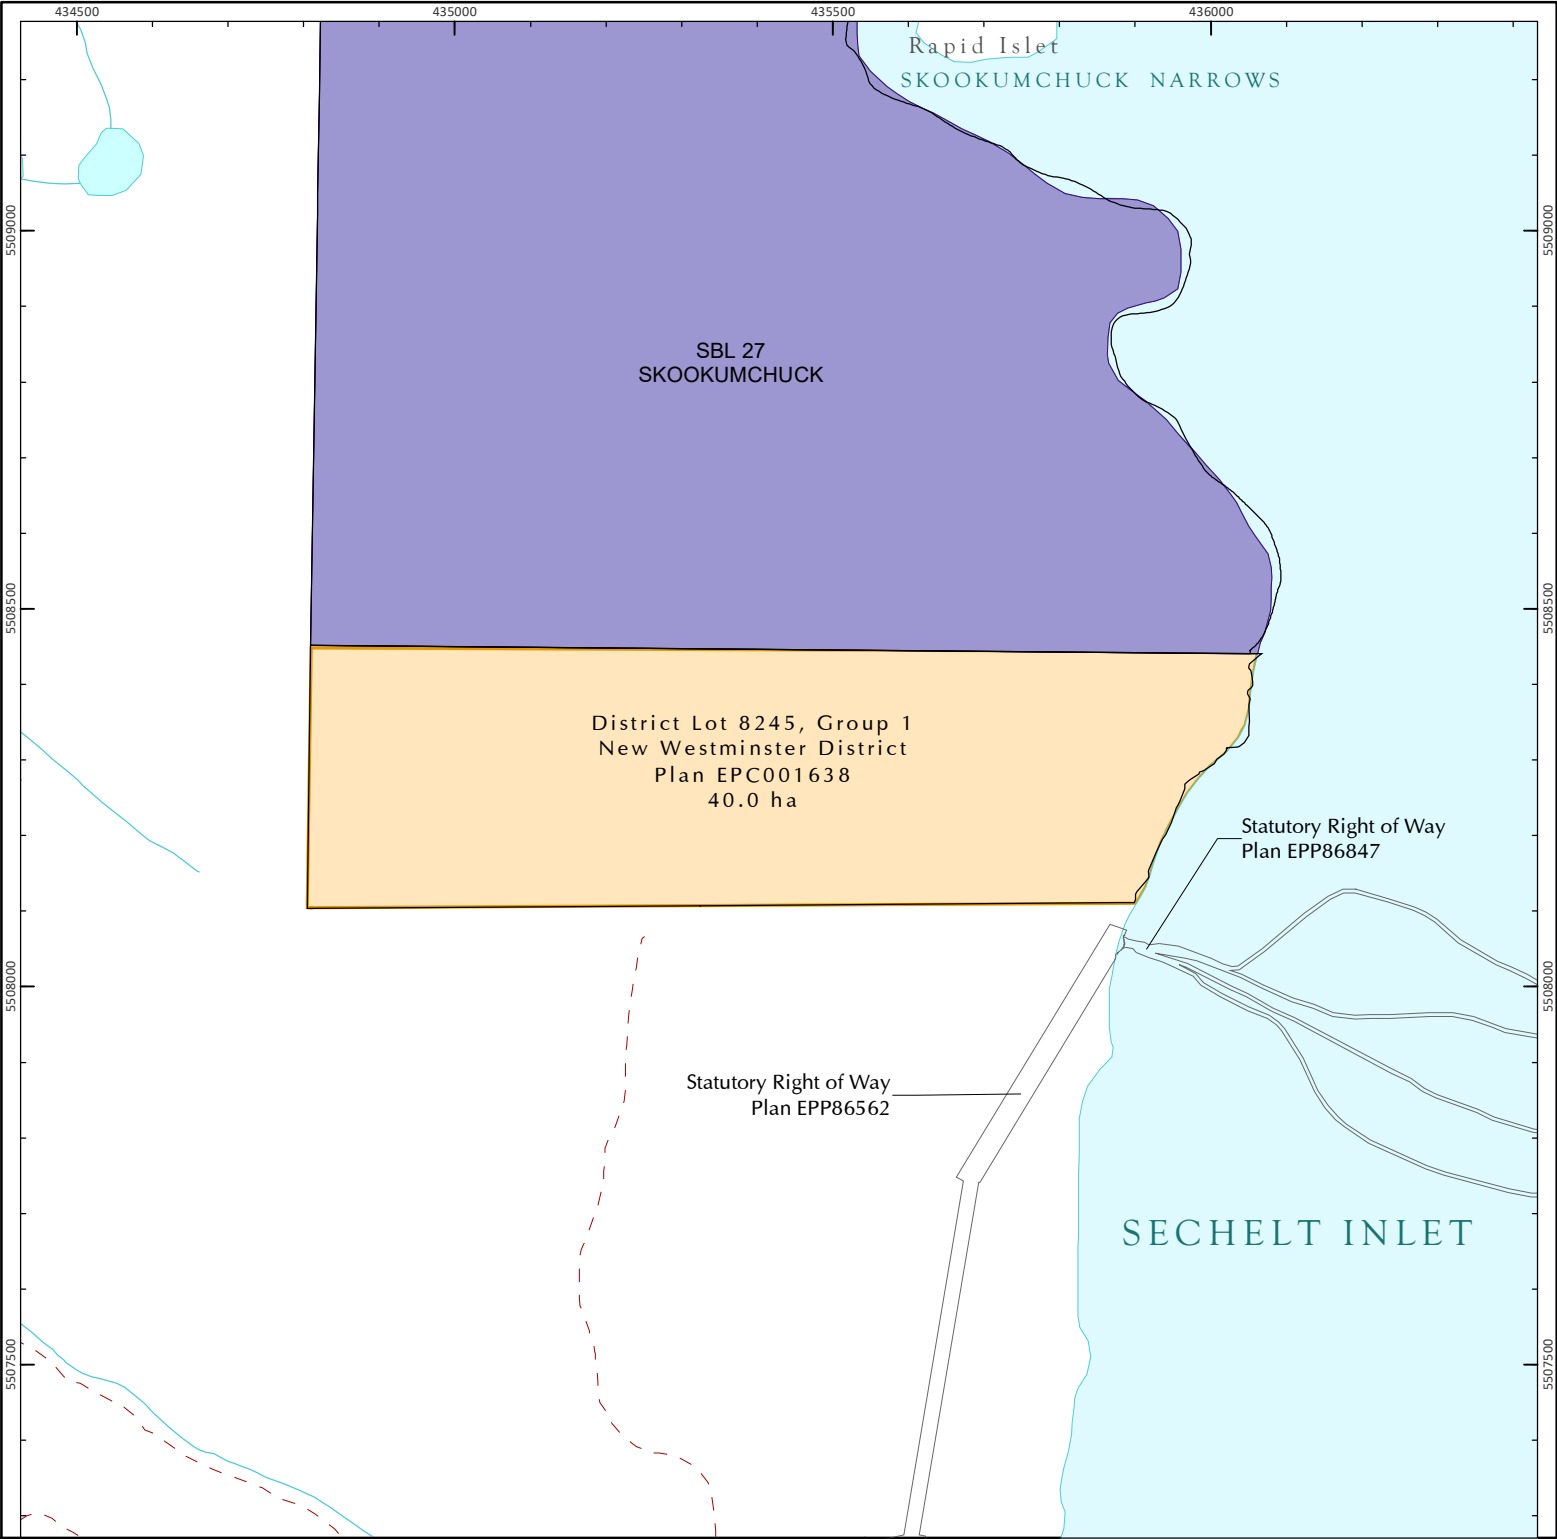 434500
435000
435500
436000
Rapid Islet
SKOOKUMCHUCK NARROWS
5509000
5509000
SBL 27
SKOOKUMCHUCK
5508500
5508500
District Lot 8245, Group 1
New Westminster District
Plan EPC001638
40.0 ha
Statutory Right of Way
Plan EPP86847
5508000
5508000
Statutory Right of Way
Plan EPP86562
SECHELT INLET
5507500
5507500